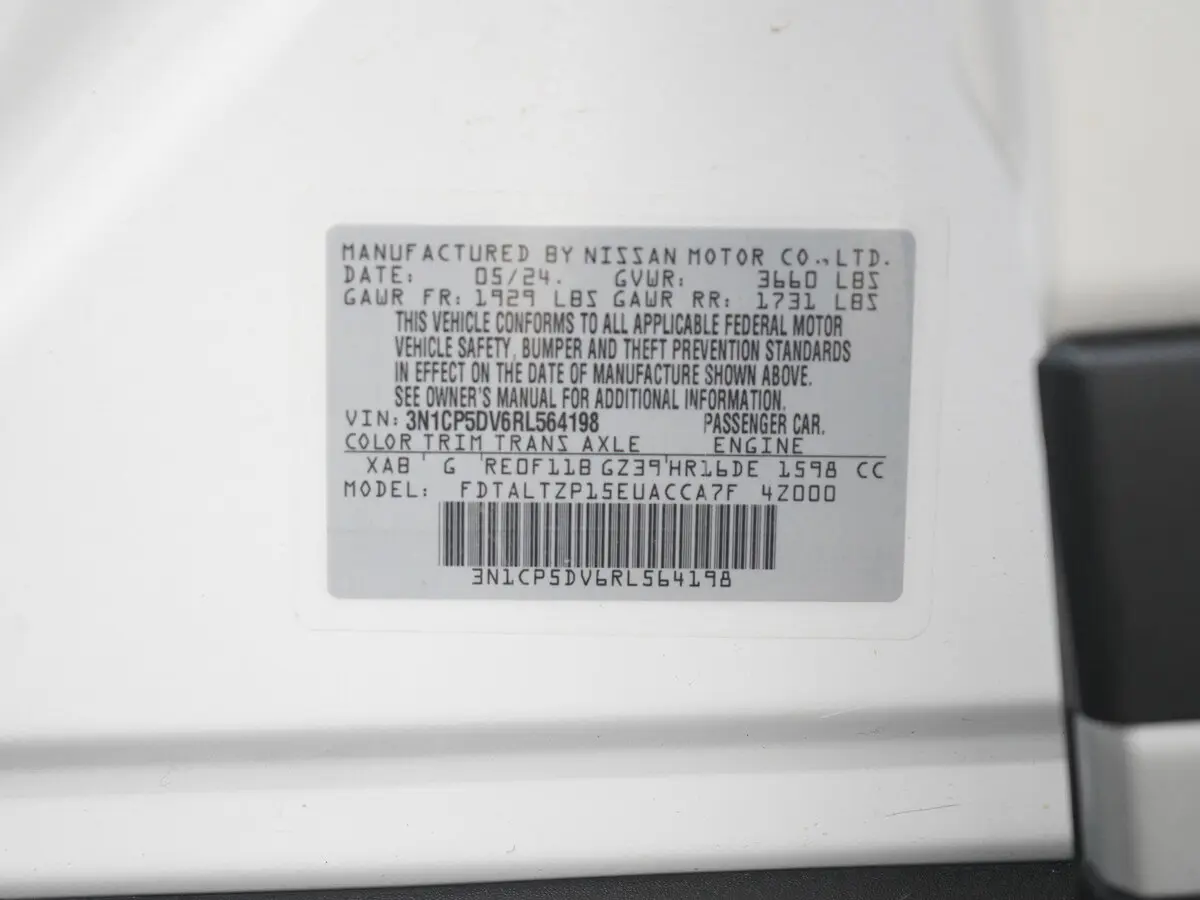 MANUFACTURED BY NISSAN MOTOR CO.,LTD.
DATE: 05/24. GVWR: 3660 LBS
GAWR FR: 1929 LBS GAWR RR: 1731 LBS
THIS VEHICLE CONFORMS TO ALL APPLICABLE FEDERAL MOTOR
VEHICLE SAFETY, BUMPER AND THEFT PREVENTION STANDARDS
IN EFFECT ON THE DATE OF MANUFACTURE SHOWN ABOVE.
SEE OWNER'S MANUAL FOR ADDITIONAL INFORMATION.
VIN: 3N1CP5DV6RL564198 PASSENGER CAR.
COLOR TRIM TRANS AXLE ENGINE
XAB G RE0F11B GZ39 HR16DE 1598 CC
MODEL: FDTALTZP15EUACCA7F 4Z000
3N1CP5DV6RL564198